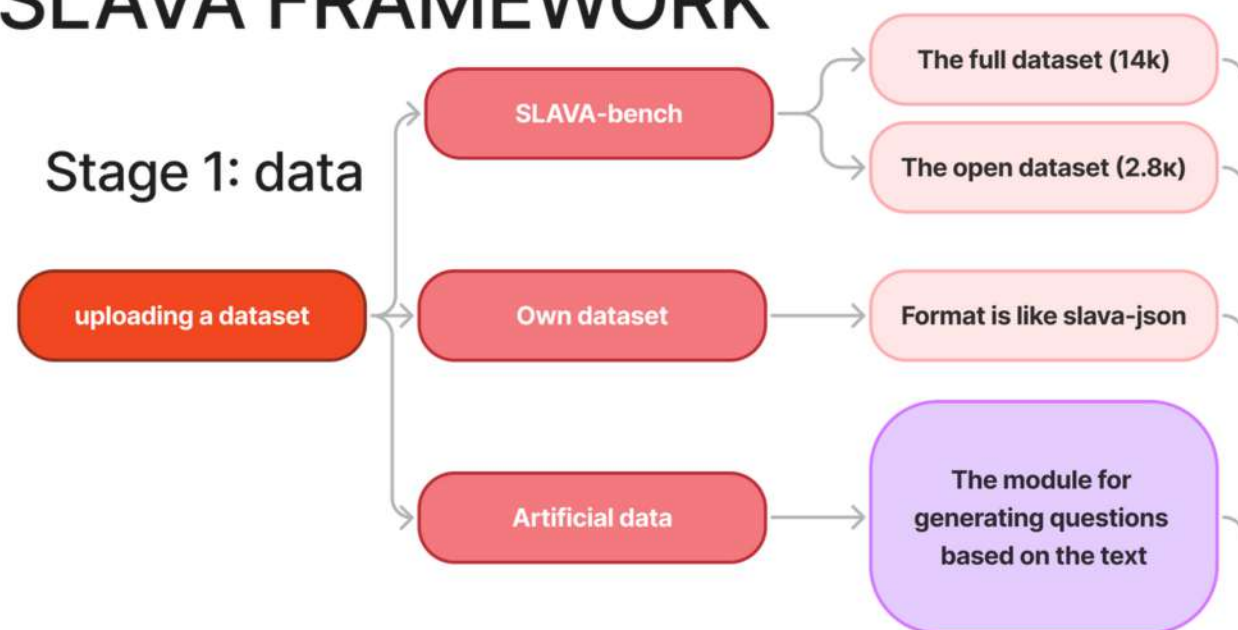 SLAVA FRAMEWORK
The full dataset (14k)
SLAVA-bench
Stage 1: data
The open dataset (2.8к)
uploading a dataset
Own dataset
Format is like slava-json
Artificial data
The module for
generating questions
based on the text